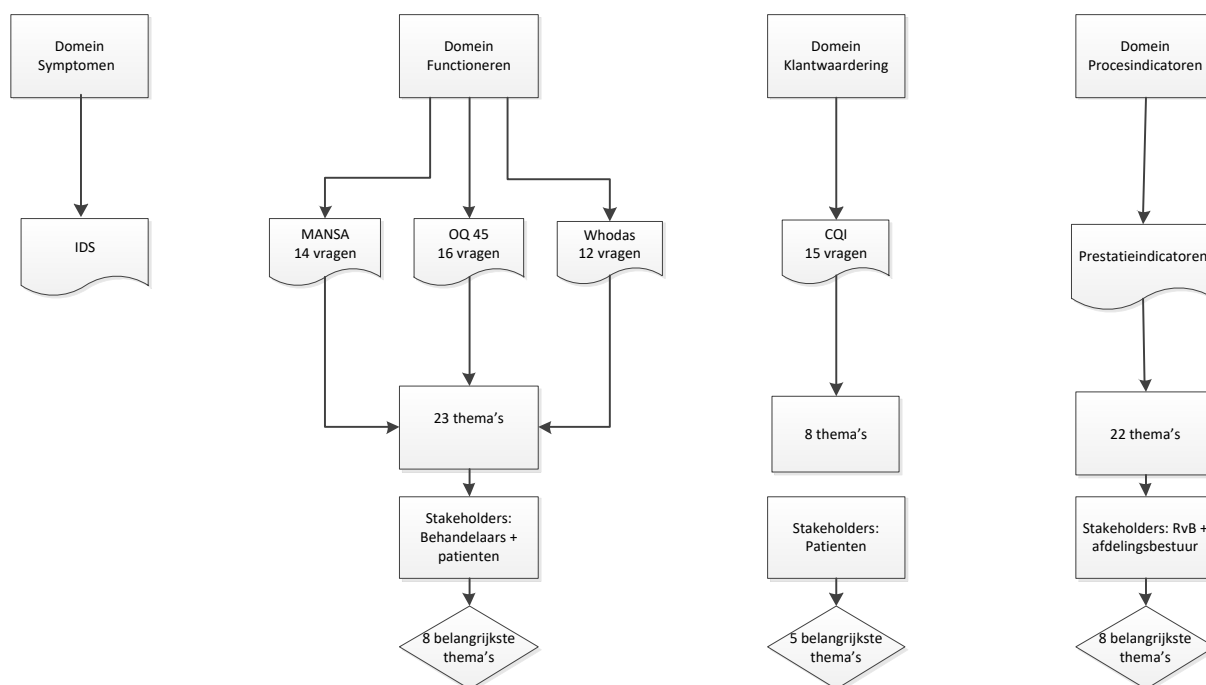 Domein
Symptomen
Domein
Functioneren
Domein
Klantwaardering
Domein
Procesindicatoren
IDS
MANSA
14 vragen
OQ 45
16 vragen
Whodas
12 vragen
CQI
15 vragen
Prestatieindicatoren
23 thema's
8 thema's
22 thema's
Stakeholders:
Behandelaars +
patienten
Stakeholders:
Patienten
Stakeholders: RvB +
afdelingsbestuur
8 belangrijkste
thema's
5 belangrijkste
thema's
8 belangrijkste
thema's